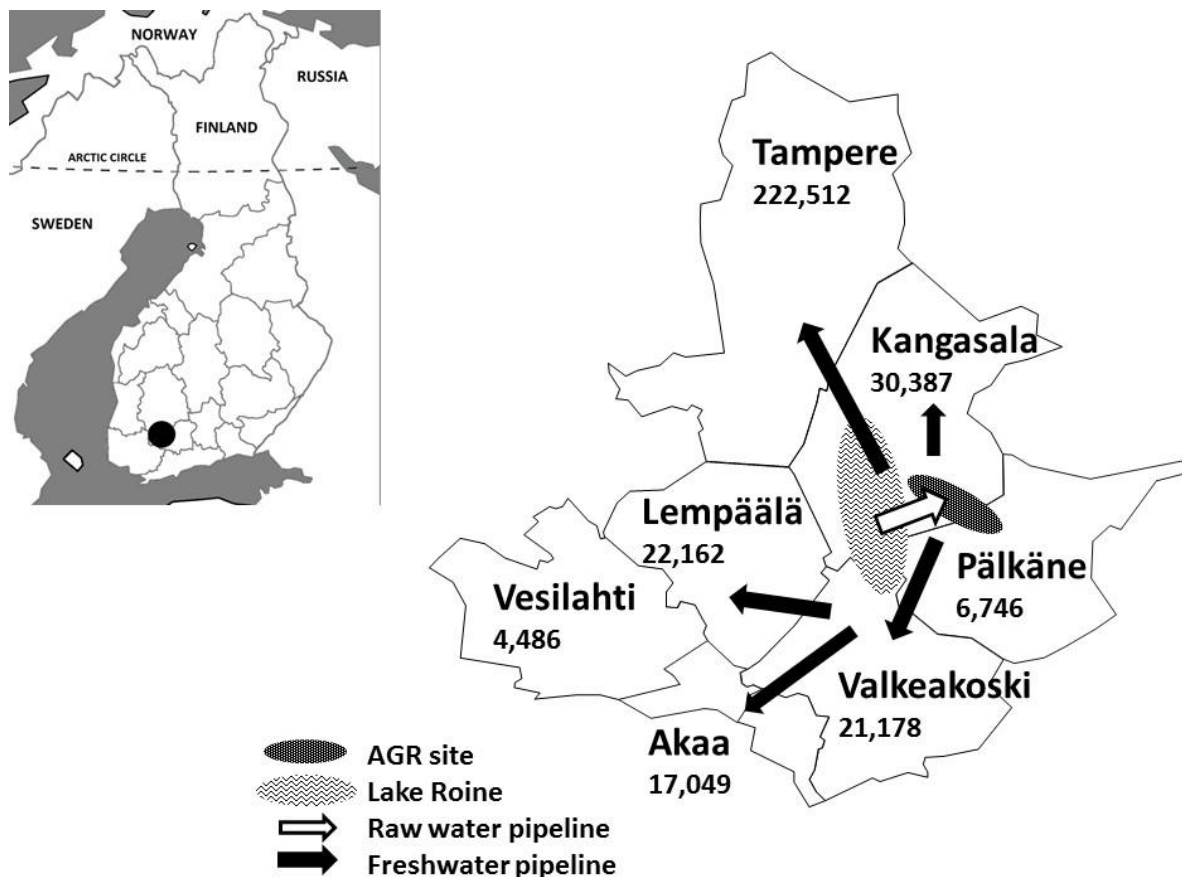 NORWAY
RUSSIA
FINLAND
ARCTIC CIRCLE
SWEDEN
Tampere
222,512
Kangasala
30,387
Lempäälä
22,162
Vesilahti
4,486
Pälkäne
6,746
Valkeakoski
21,178
Akaa
17,049
AGR site
Lake Roine
Raw water pipeline
Freshwater pipeline